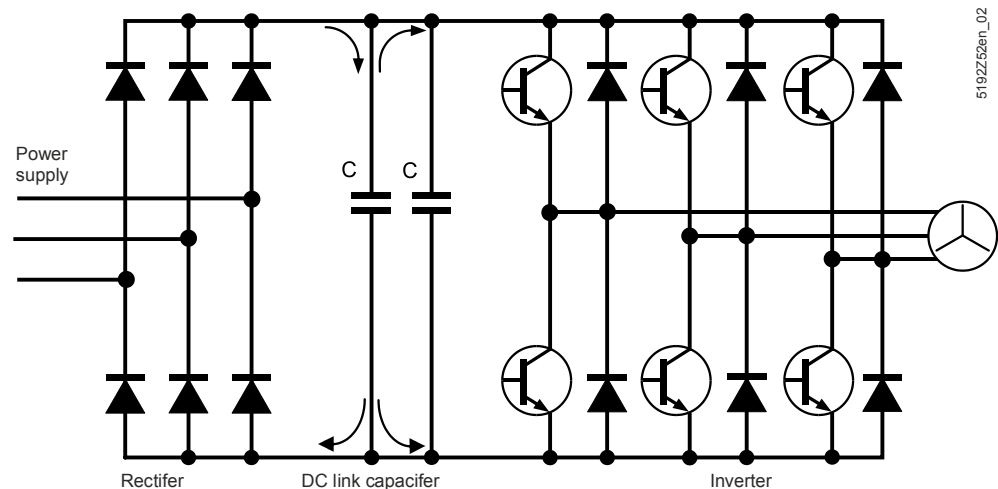 5192Z52en_02
Power
supply
C
C
Rectifer
DC link capacifer
Inverter